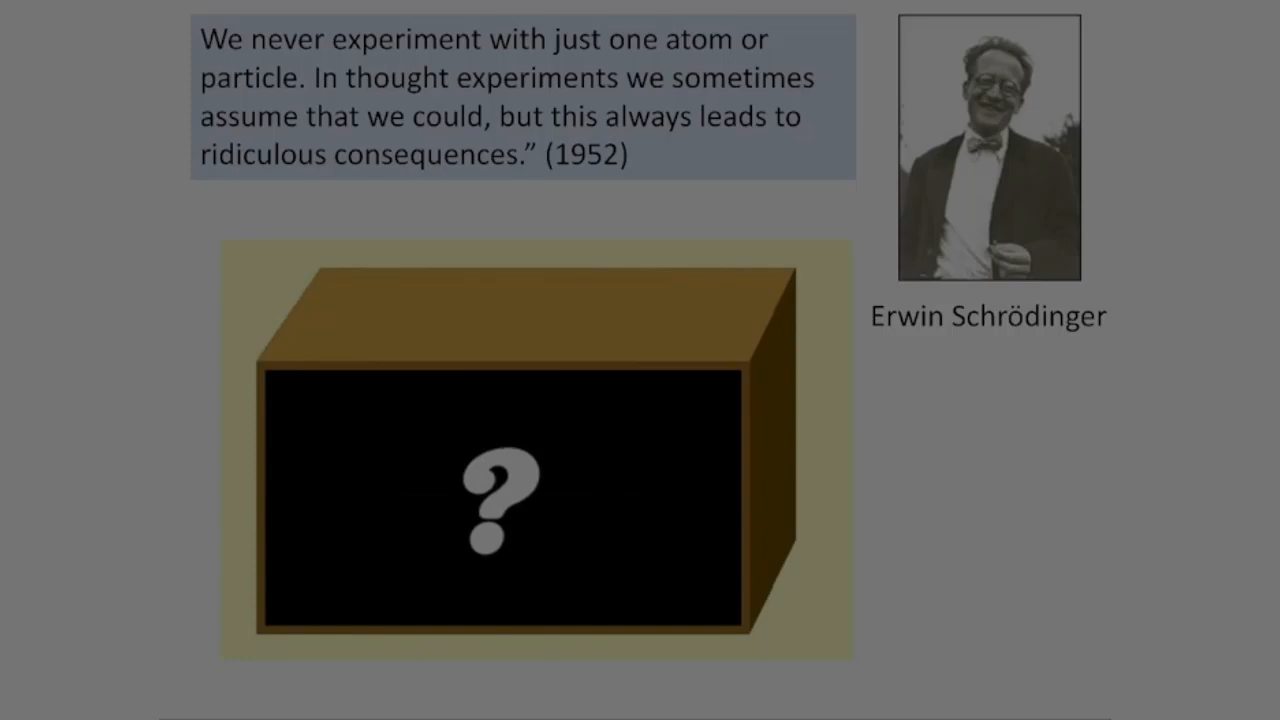 We never experiment with just one atom or
particle. In thought experiments we sometimes
assume that we could, but this always leads to
ridiculous consequences.” (1952)
Erwin Schrödinger
?